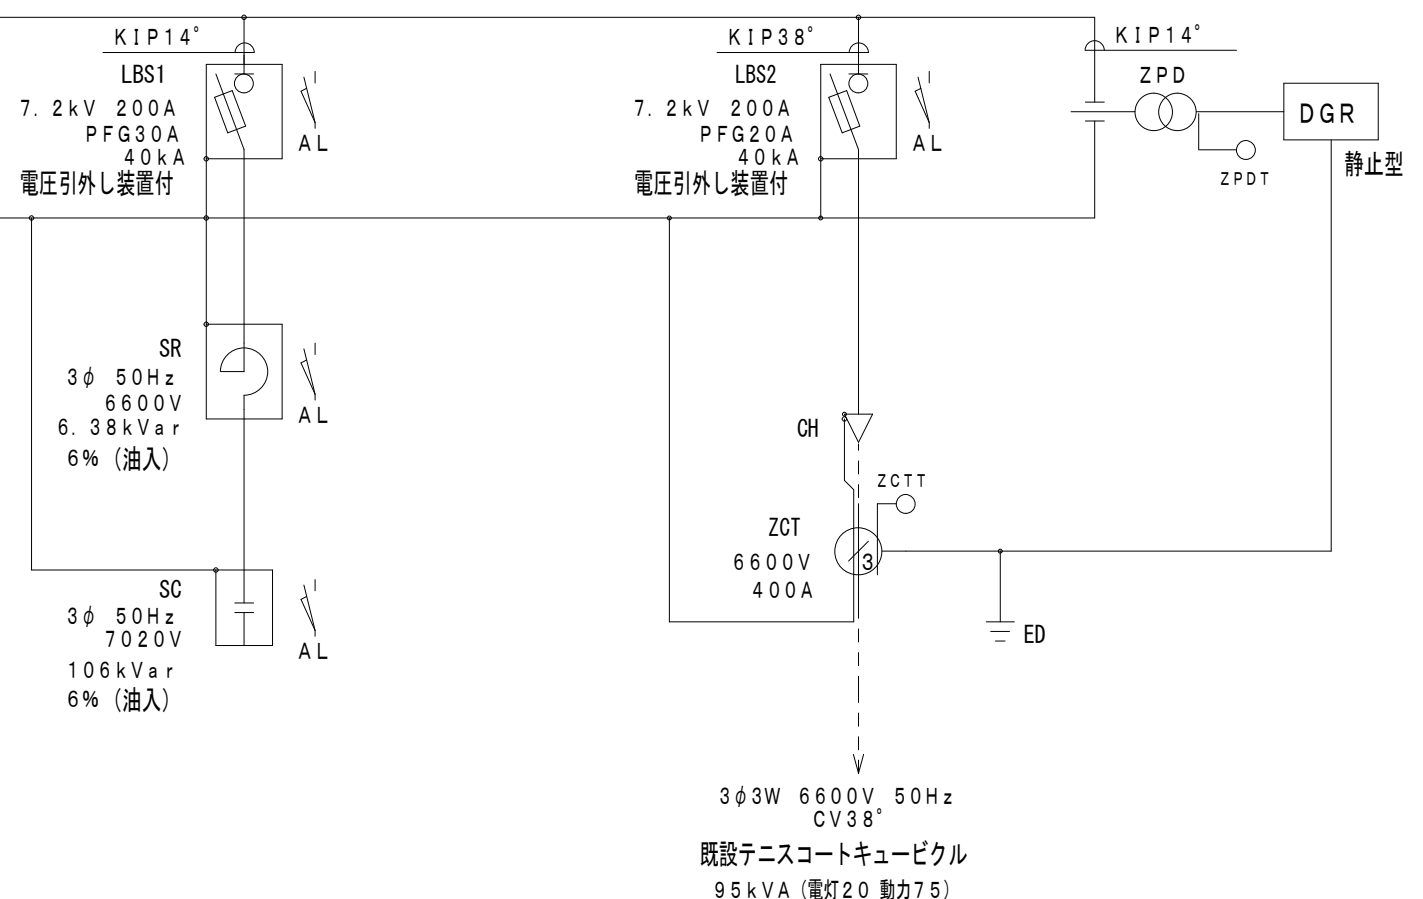 KIP14°
LBS1
7.2kV 200A
PFG30A
40kA
電圧引外し装置付
AL
KIP38°
LBS2
7.2kV 200A
PFG20A
40kA
電圧引外し装置付
AL
KIP14°
ZPD
DGR
静止型
ZPDT
SR
3φ 50Hz
6600V
6.38kVar
6% (油入)
AL
SC
3φ 50Hz
7020V
106kVar
6% (油入)
AL
CH
ZCTT
ZCT
6600V
400A
3
ED
3φ3W 6600V 50Hz
CV38°
既設テニスコートキュービクル
95kVA (電灯20 動力75)